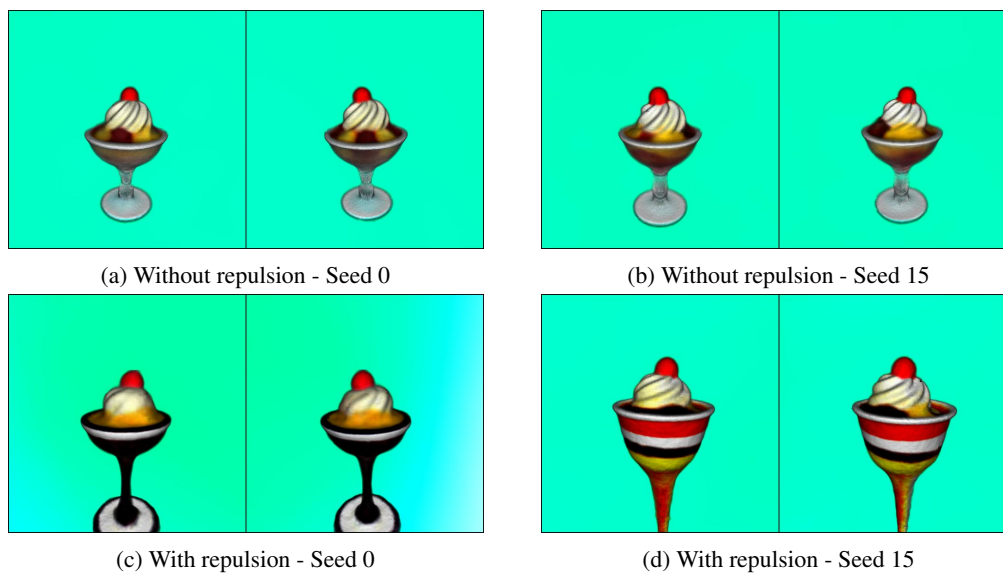 (a) Without repulsion - Seed 0
(b) Without repulsion - Seed 15
(c) With repulsion - Seed 0
(d) With repulsion - Seed 15